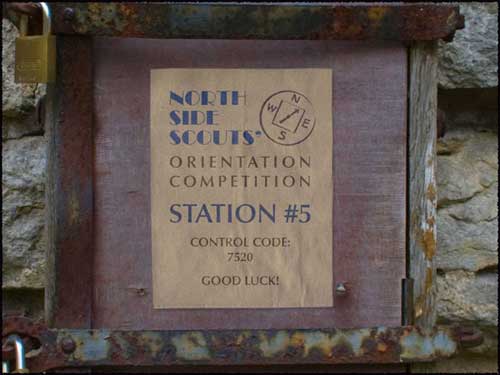 NORTH
SIDE
SCOUTS'
N
W E
S
ORIENTATION
COMPETITION
STATION #5
CONTROL CODE:
7520
GOOD LUCK!